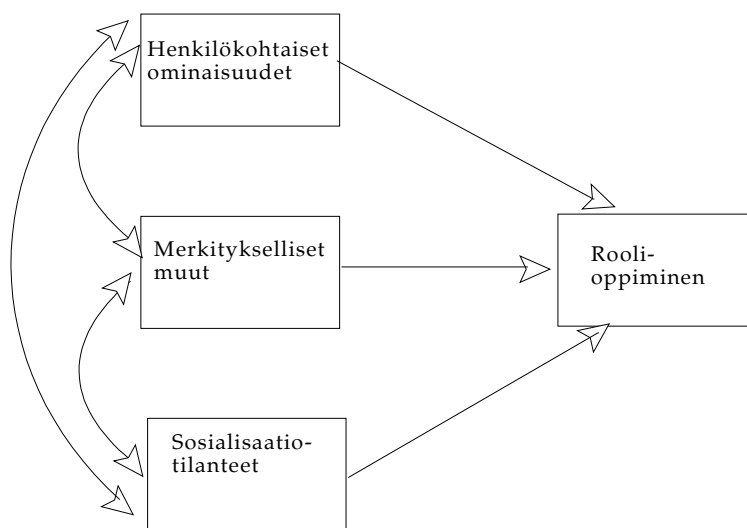 Henkilökohtaiset
ominaisuudet
Merkitykselliset
muut
Rooli-
oppiminen
Sosialisaatio-
tilanteet